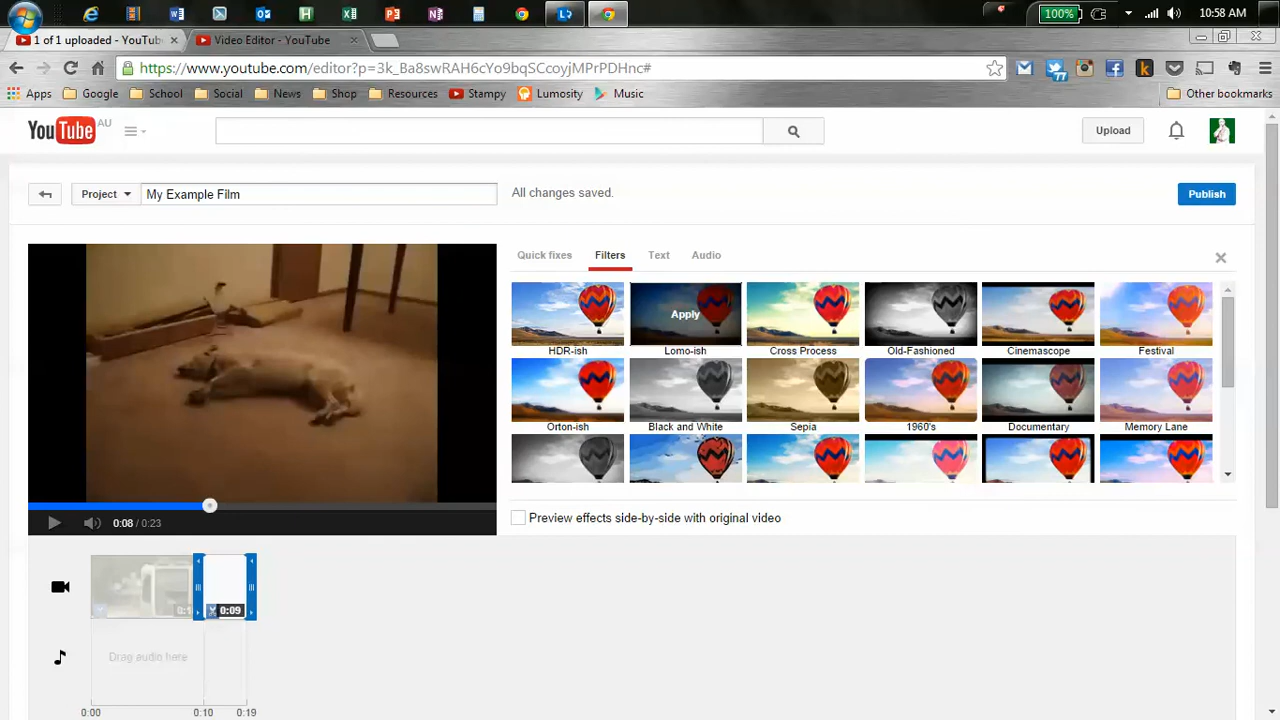 100%
10:58 AM
1 of 1 uploaded - YouTub
Video Editor - YouTube
https://www.youtube.com/editor?p=3k_Ba8swRAH6cYo9bqSCcoyjMPrPDHnc#
77
Apps
Google
School
Social
News
Shop
Resources
Stampy
Lumosity
Music
Other bookmarks
YouTube AU
Upload
Project
My Example Film
All changes saved.
Publish
Quick fixes
Filters
Text
Audio
Apply
HDR-ish
Lomo-ish
Cross Process
Old-Fashioned
Cinemascope
Festival
Orton-ish
Black and White
Sepia
1960's
Documentary
Memory Lane
0:08 / 0:23
Preview effects side-by-side with original video
0:09
Drag audio here
0:00
0:10
0:19